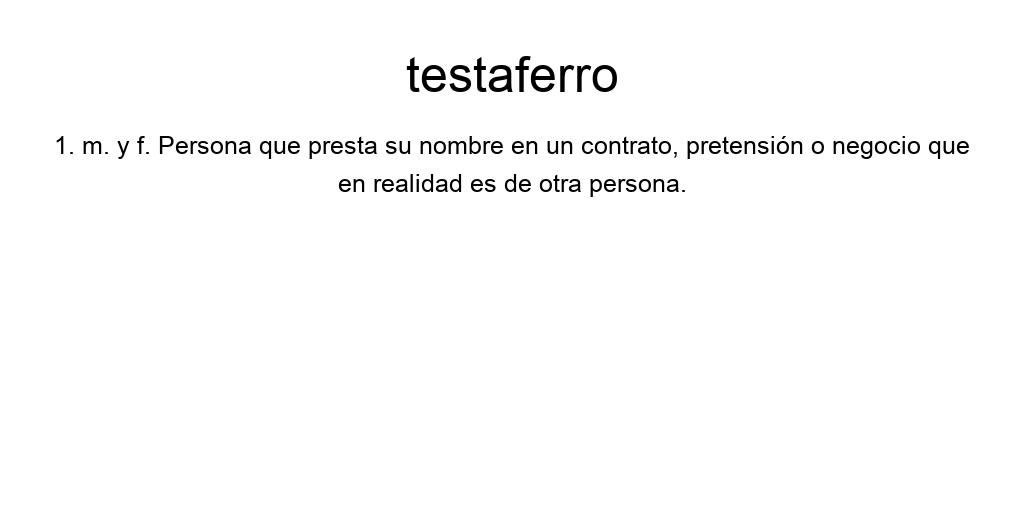 testaferro
1. m. y f. Persona que presta su nombre en un contrato, pretensión o negocio que
en realidad es de otra persona.